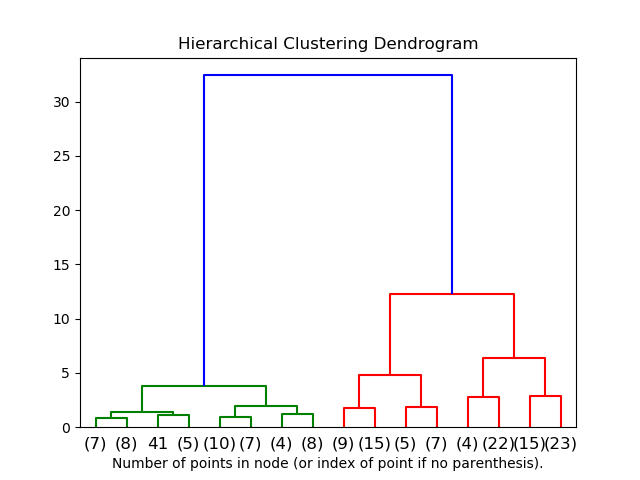 Hierarchical Clustering Dendrogram
30
25
20
15
10
5
0
(7) (8) 41 (5) (10) (7) (4) (8) (9) (15) (5) (7) (4) (22) (15) (23)
Number of points in node (or index of point if no parenthesis).